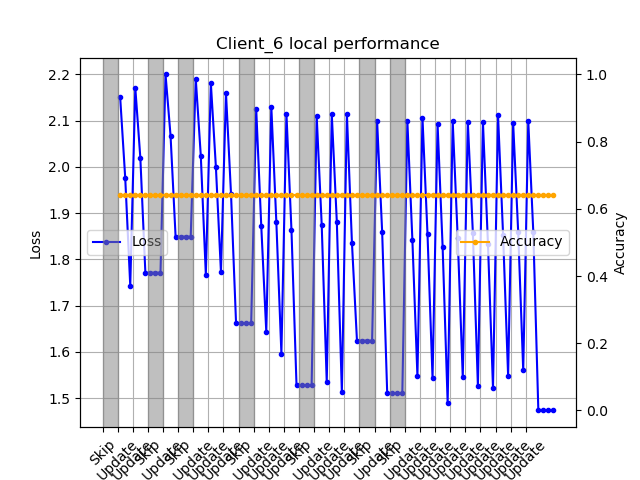 Client_6 local performance
2.2
2.1
2.0
1.9
1.8
1.7
1.6
1.5
Loss
1.0
0.8
0.6
0.4
0.2
0.0
Accuracy
Loss
Accuracy
Skip
Update
Update
Skip
Update
Skip
Update
Update
Update
Skip
Update
Update
Update
Skip
Update
Update
Update
Skip
Update
Skip
Update
Update
Update
Update
Update
Update
Update
Update
Update